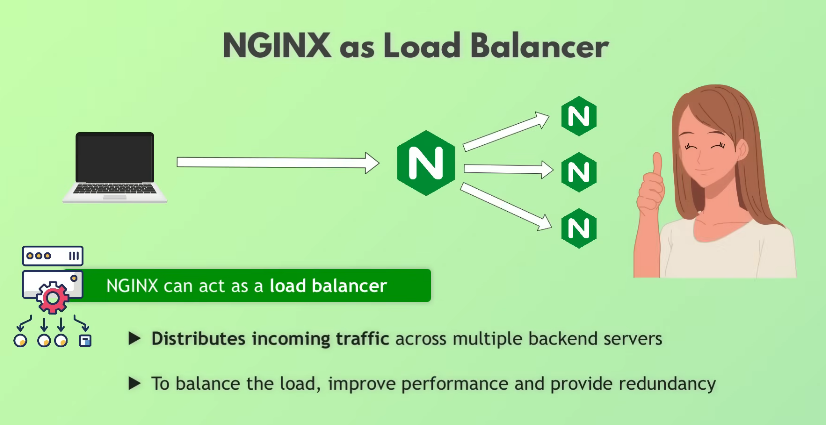 NGINX as Load Balancer
N
N
N
N
NGINX can act as a load balancer
▶ Distributes incoming traffic across multiple backend servers
▶ To balance the load, improve performance and provide redundancy